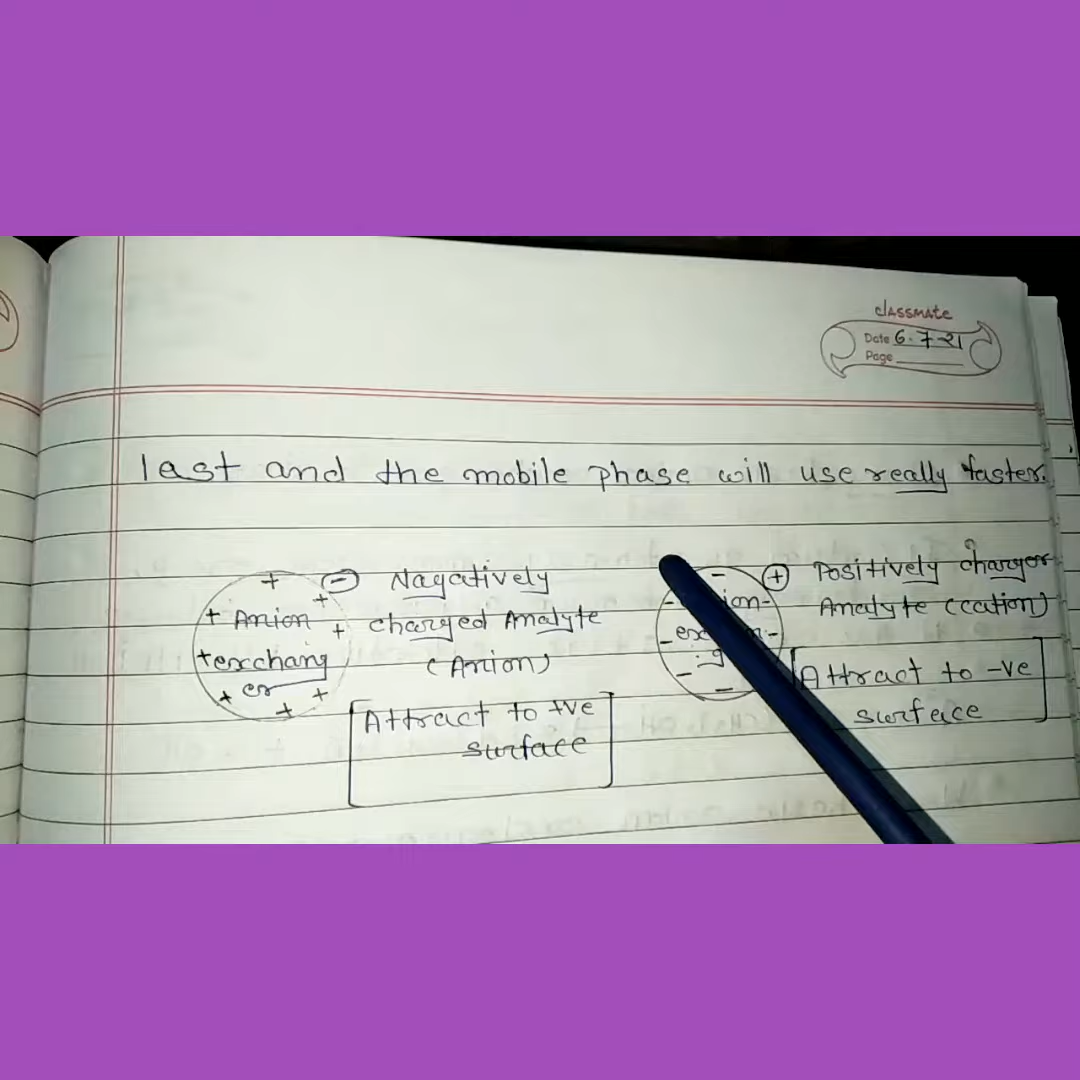 classmate
Date 6-7-21
Page
last and the mobile phase will use really faster.
+ - Nagatively
+ Anion + charged Analyte
+
+ exchang (Anion)
+ er +
+
[Attract to +ve
surface]
- + Positively charger
- - Analyte (cation)
- -
- [Attract to -ve
- surface]